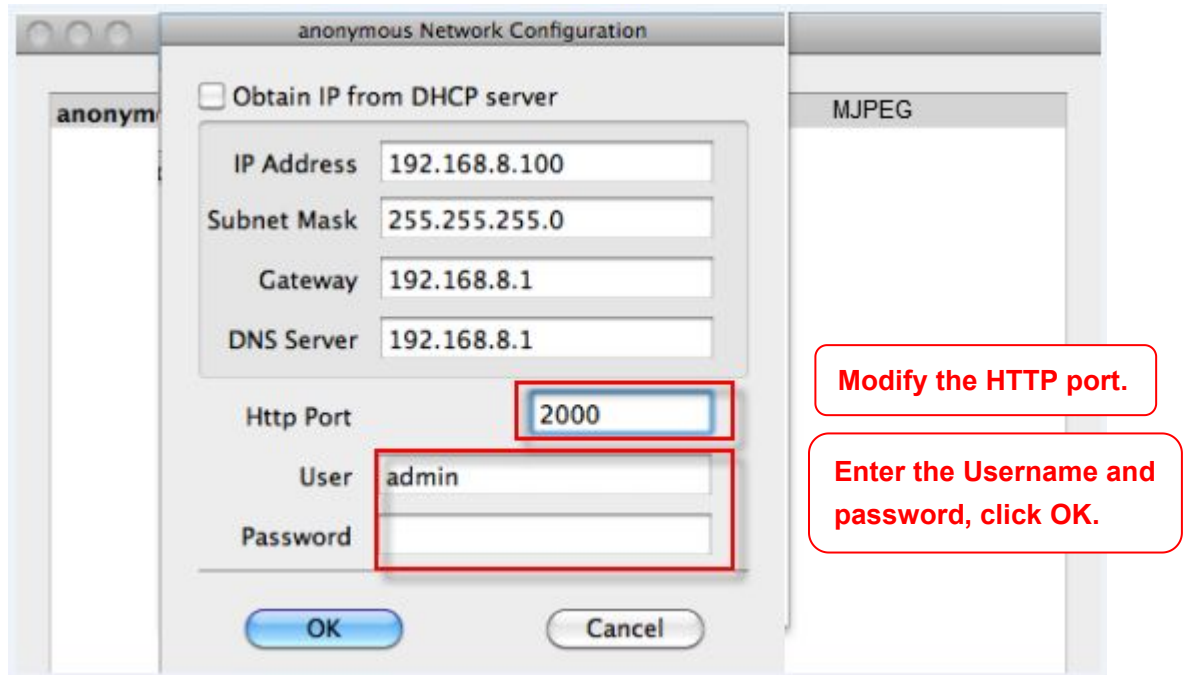 anonymous Network Configuration
Obtain IP from DHCP server
anonym
MJPEG
IP Address 192.168.8.100
Subnet Mask 255.255.255.0
Gateway 192.168.8.1
DNS Server 192.168.8.1
Http Port 2000
User admin
Password
OK Cancel
Modify the HTTP port.
Enter the Username and
password, click OK.